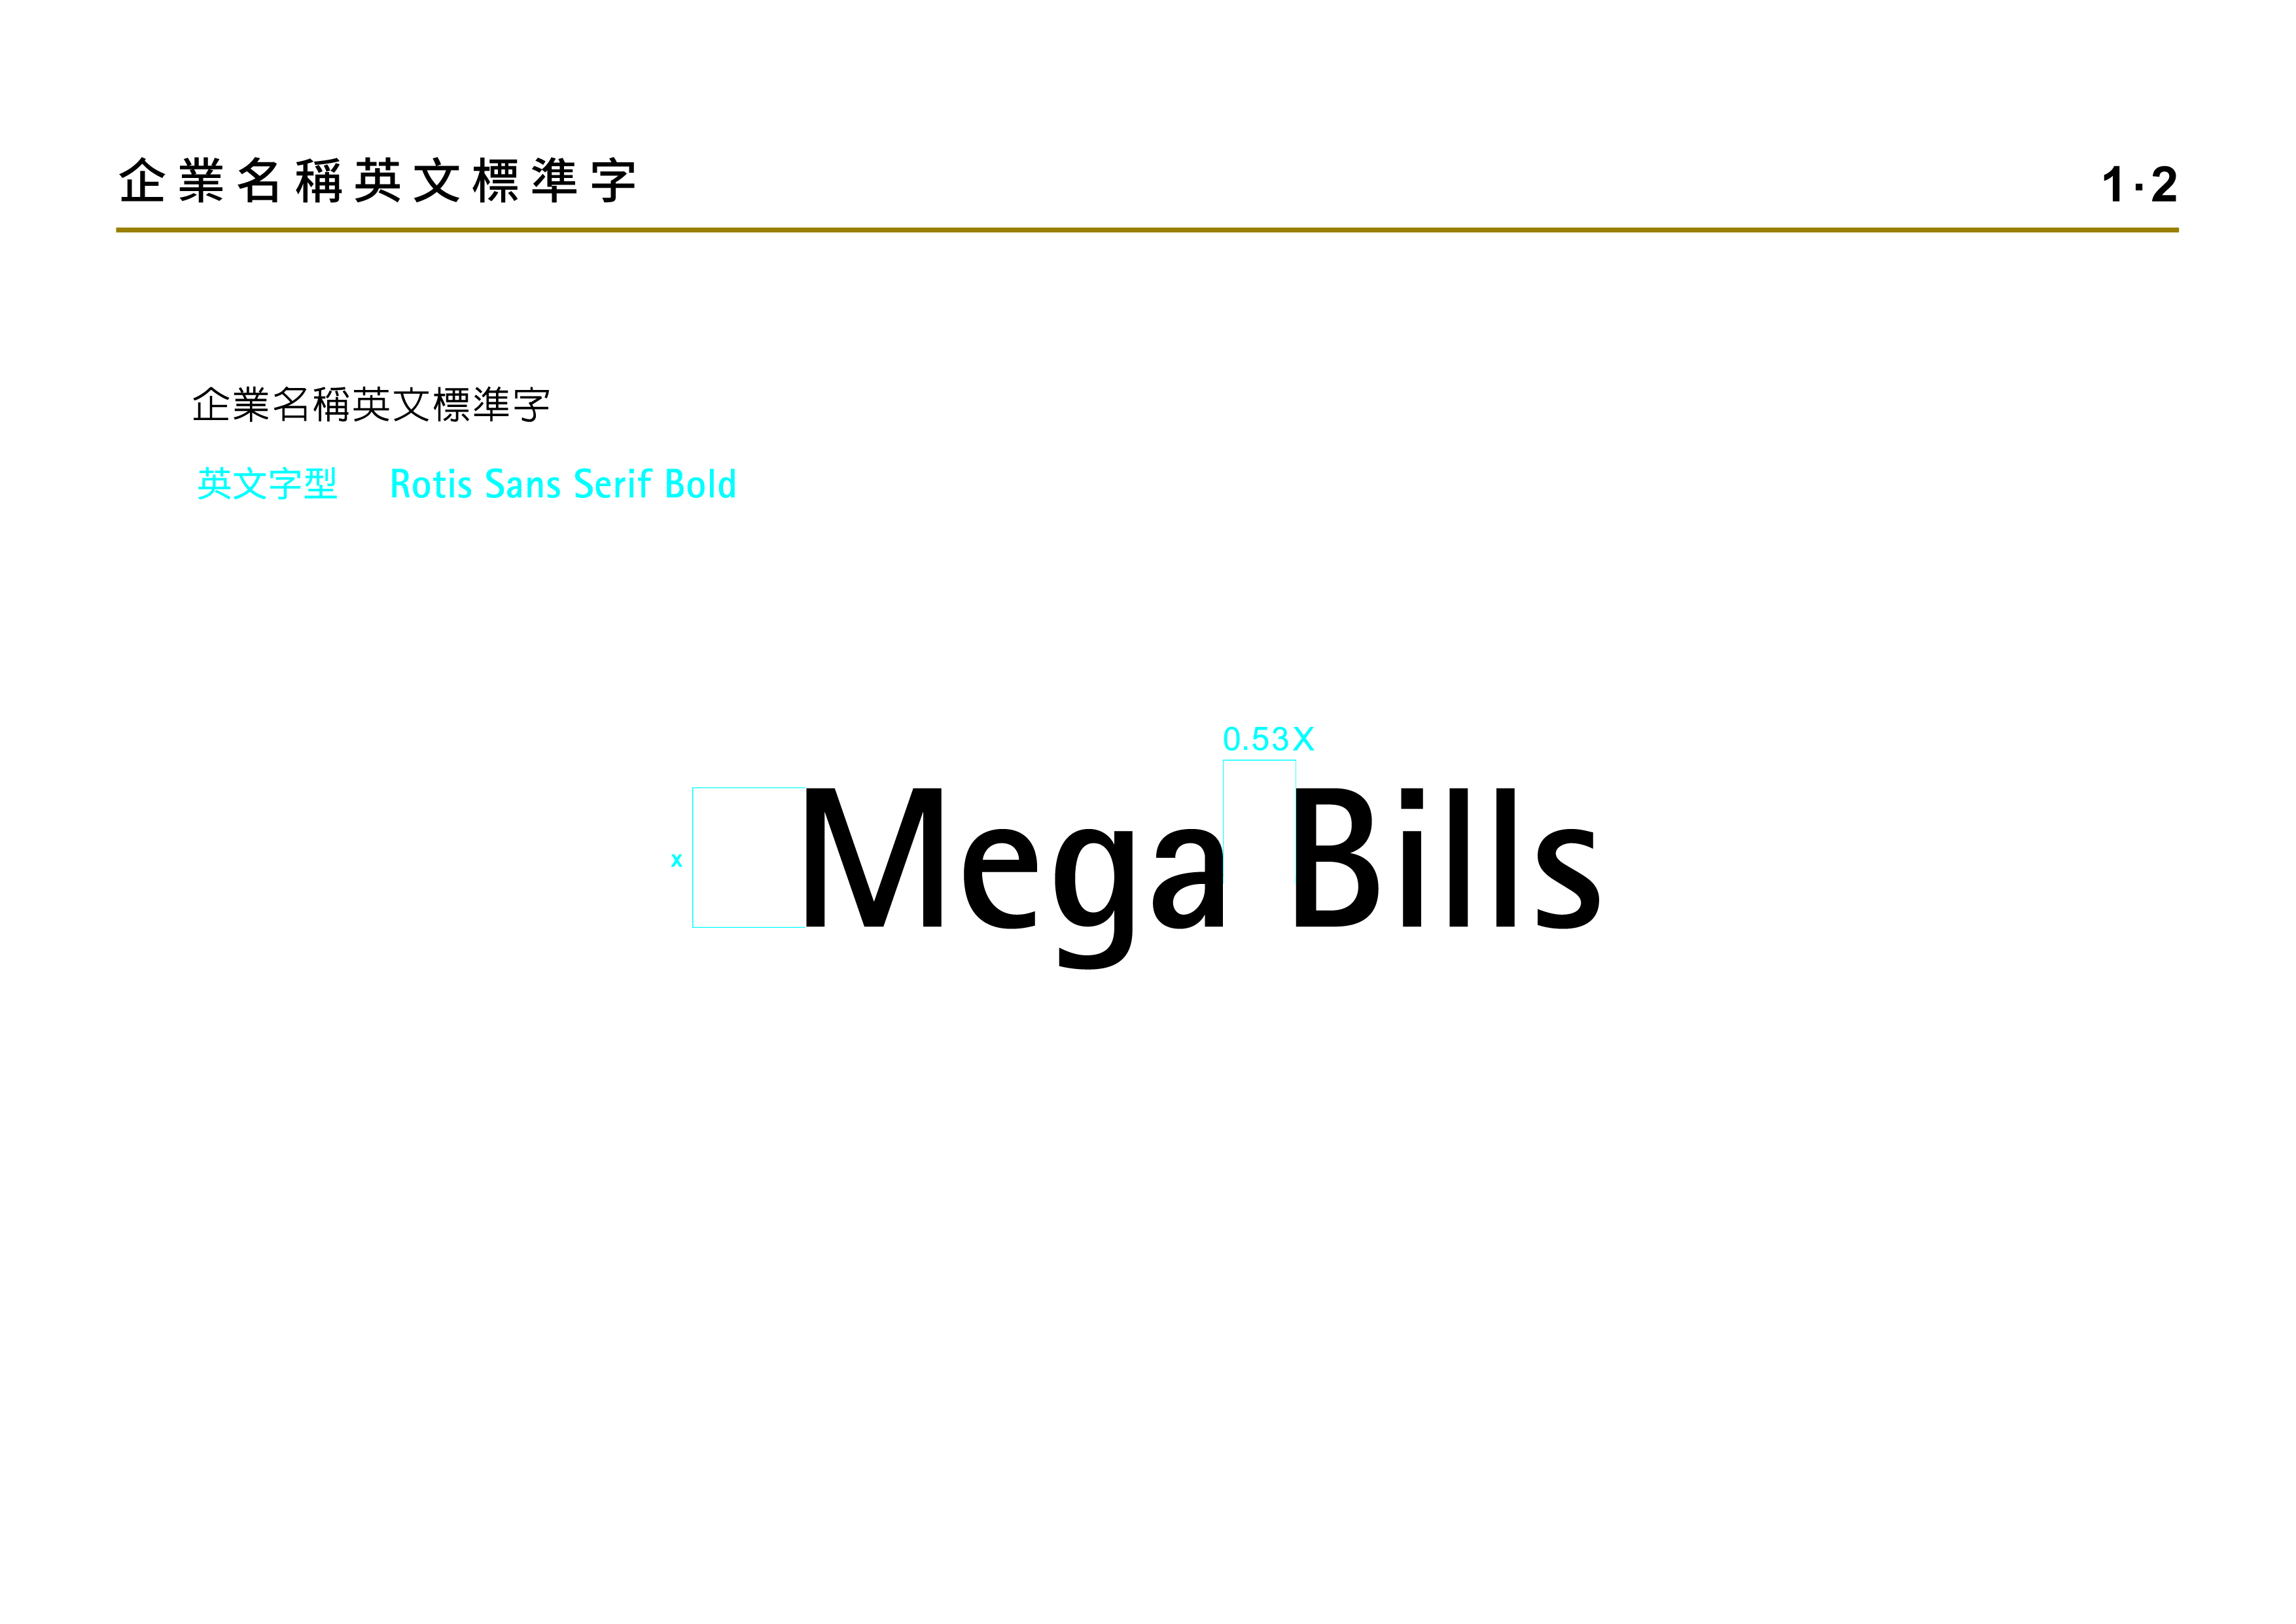 企業名稱英文標準字
1·2
企業名稱英文標準字
英文字型 Rotis Sans Serif Bold
0.53X
x
Mega Bills